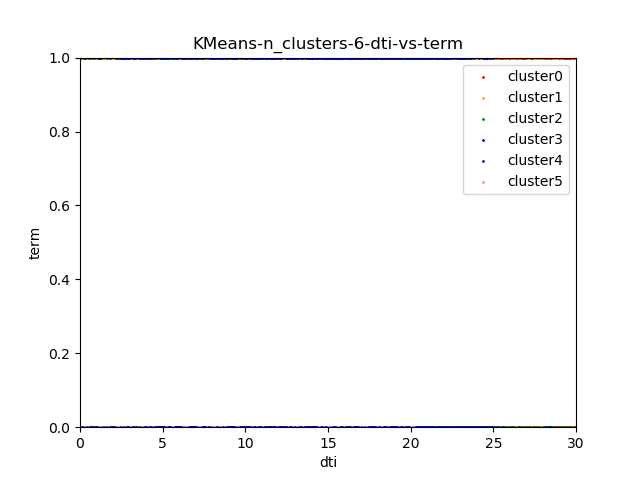 KMeans-n_clusters-6-dti-vs-term
1.0
0.8
0.6
0.4
0.2
0.0
term
cluster0
cluster1
cluster2
cluster3
cluster4
cluster5
0 5 10 15 20 25 30
dti